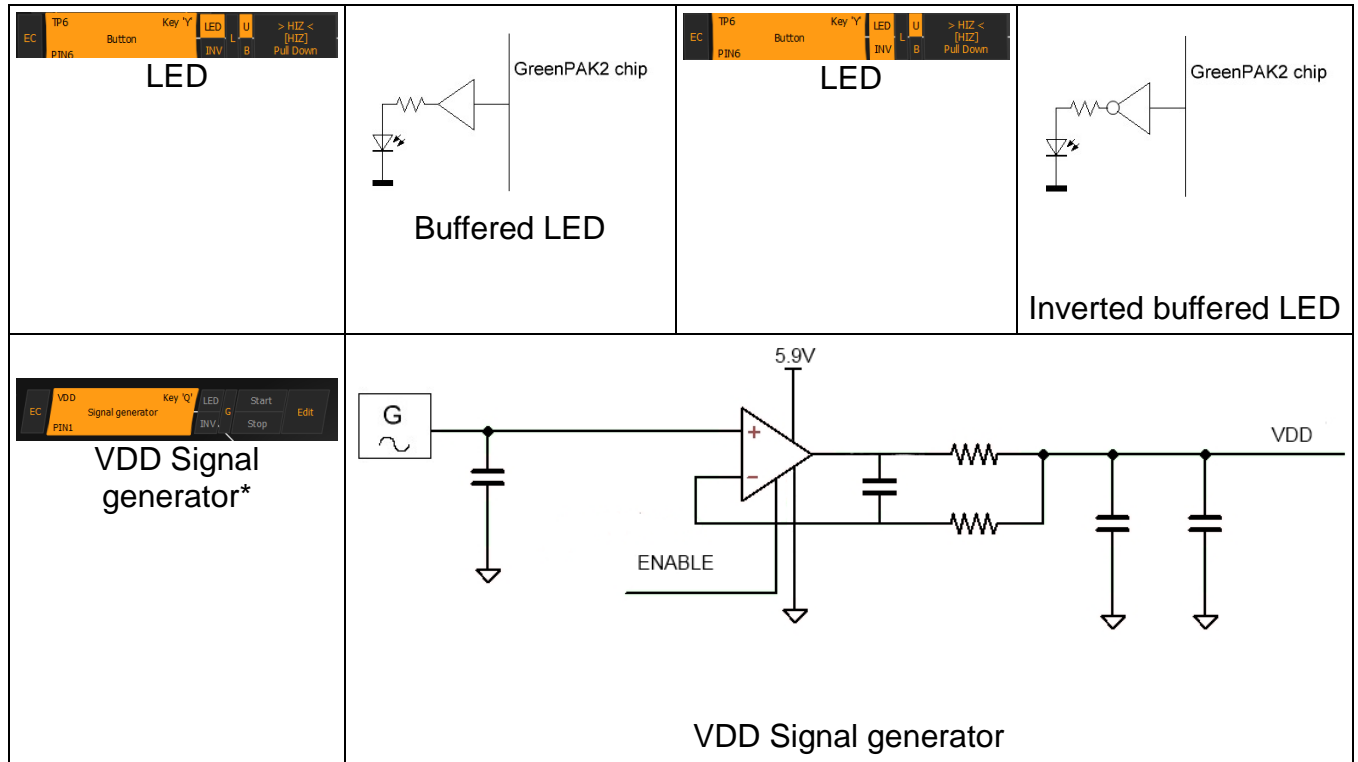 EC
TP6
Key 'Y'
Button
PIN6
LED
INV
L
U
B
> HIZ <
[HIZ]
Pull Down
LED
GreenPAK2 chip
Buffered LED
EC
TP6
Key 'Y'
Button
PIN6
LED
INV
L
U
B
> HIZ <
[HIZ]
Pull Down
LED
GreenPAK2 chip
Inverted buffered LED
EC
VDD
Key 'Q'
Signal generator
PIN1
LED
INV.
G
Start
Stop
Edit
VDD Signal
generator*
G
5.9V
+
−
ENABLE
VDD
VDD Signal generator